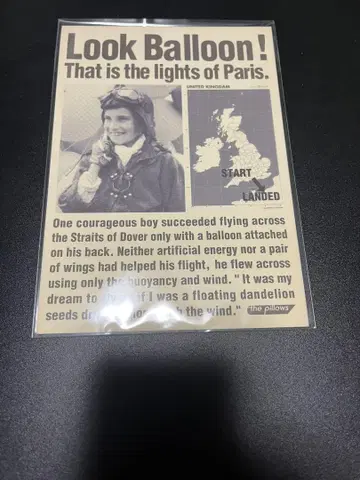 Look Balloon!
That is the lights of Paris.
UNITED KINGDOM
START
LANDED
One courageous boy succeeded flying across
the Straits of Dover only with a balloon attached
on his back. Neither artificial energy nor a pair
of wings had helped his flight, he flew across
using only the buoyancy and wind. " It was my
dream to if I was a floating dandelion
seeds the wind." the pillows